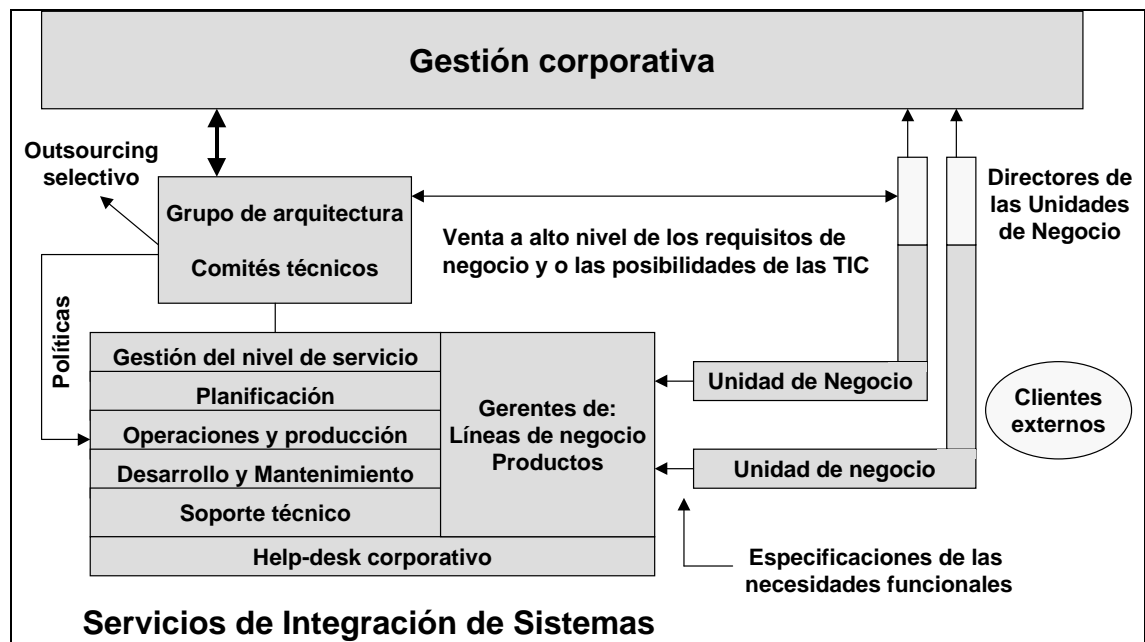 Gestión corporativa
Outsourcing
selectivo
Grupo de arquitectura
Comités técnicos
Directores de
las Unidades
de Negocio
Venta a alto nivel de los requisitos de
negocio y o las posibilidades de las TIC
Políticas
Gestión del nivel de servicio
Planificación
Operaciones y producción
Desarrollo y Mantenimiento
Soporte técnico
Gerentes de:
Líneas de negocio
Productos
Help-desk corporativo
Unidad de Negocio
Unidad de negocio
Clientes
externos
Especificaciones de las
necesidades funcionales
Servicios de Integración de Sistemas